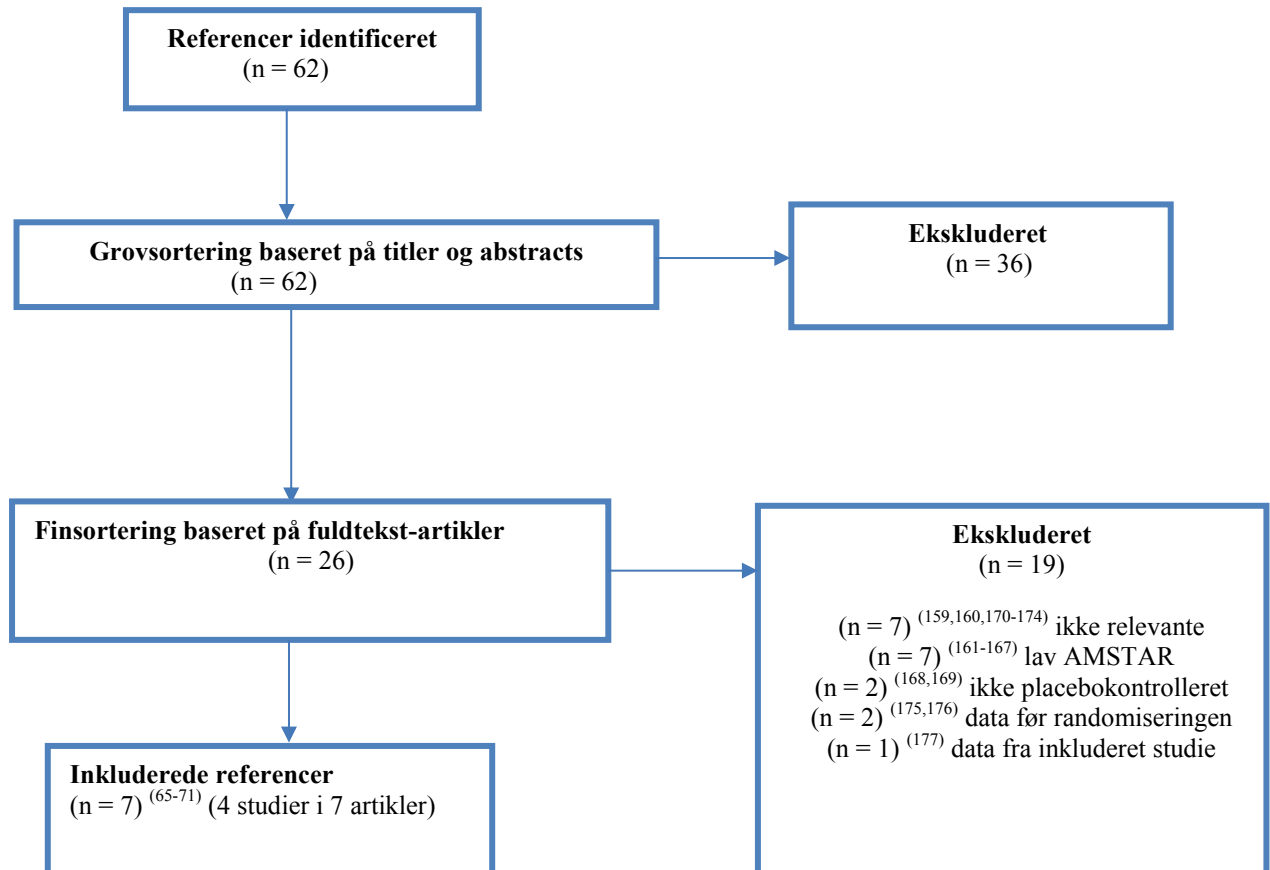 Referencer identificeret
(n = 62)
Grovsortering baseret på titler og abstracts
(n = 62)
Ekskluderet
(n = 36)
Finsortering baseret på fuldtekst-artikler
(n = 26)
Ekskluderet
(n = 19)
(n = 7) (159,160,170-174) ikke relevante
(n = 7) (161-167) lav AMSTAR
(n = 2) (168,169) ikke placebokontrolleret
(n = 2) (175,176) data før randomiseringen
(n = 1) (177) data fra inkluderet studie
Inkluderede referencer
(n = 7) (65-71) (4 studier i 7 artikler)